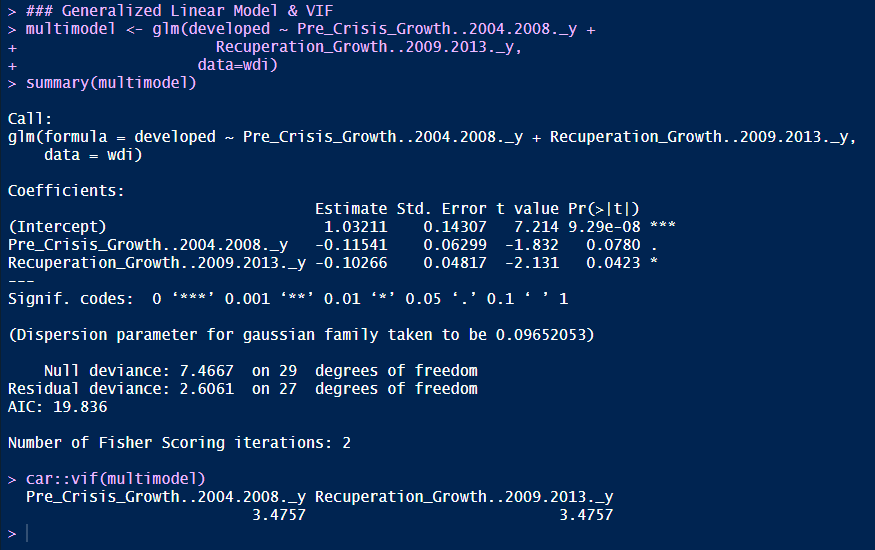 > ### Generalized Linear Model & VIF
> multimodel <- glm(developed ~ Pre_Crisis_Growth..2004.2008._y +
+                       Recuperation_Growth..2009.2013._y,
+                     data=wdi)
> summary(multimodel)

Call:
glm(formula = developed ~ Pre_Crisis_Growth..2004.2008._y + Recuperation_Growth..2009.2013._y,
    data = wdi)

Coefficients:
                                  Estimate Std. Error t value Pr(>|t|)
(Intercept)                        1.03211    0.14307   7.214 9.29e-08 ***
Pre_Crisis_Growth..2004.2008._y   -0.11541    0.06299  -1.832   0.0780 .
Recuperation_Growth..2009.2013._y -0.10266    0.04817  -2.131   0.0423 *
---
Signif. codes:  0 ‘***’ 0.001 ‘**’ 0.01 ‘*’ 0.05 ‘.’ 0.1 ‘ ’ 1

(Dispersion parameter for gaussian family taken to be 0.09652053)

    Null deviance: 7.4667  on 29  degrees of freedom
Residual deviance: 2.6061  on 27  degrees of freedom
AIC: 19.836

Number of Fisher Scoring iterations: 2

> car::vif(multimodel)
  Pre_Crisis_Growth..2004.2008._y Recuperation_Growth..2009.2013._y
                           3.4757                            3.4757
>